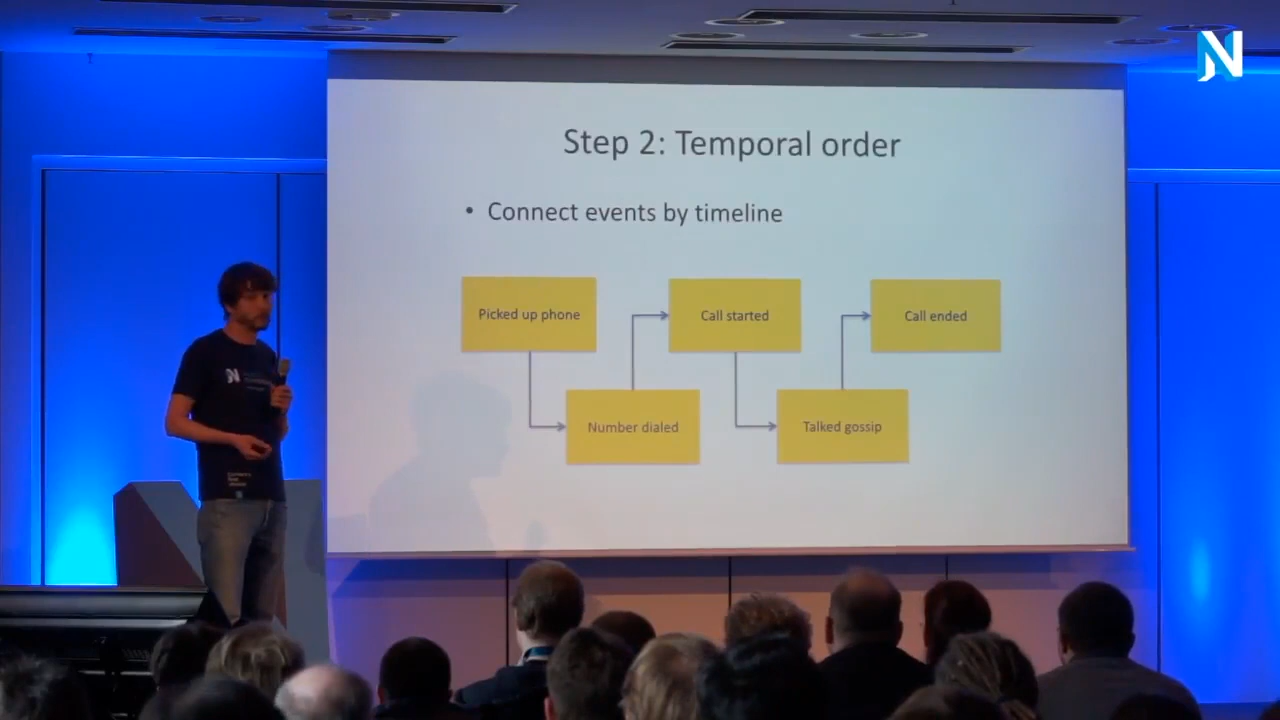 N
Step 2: Temporal order
• Connect events by timeline
Picked up phone
Call started
Call ended
Number dialed
Talked gossip
N